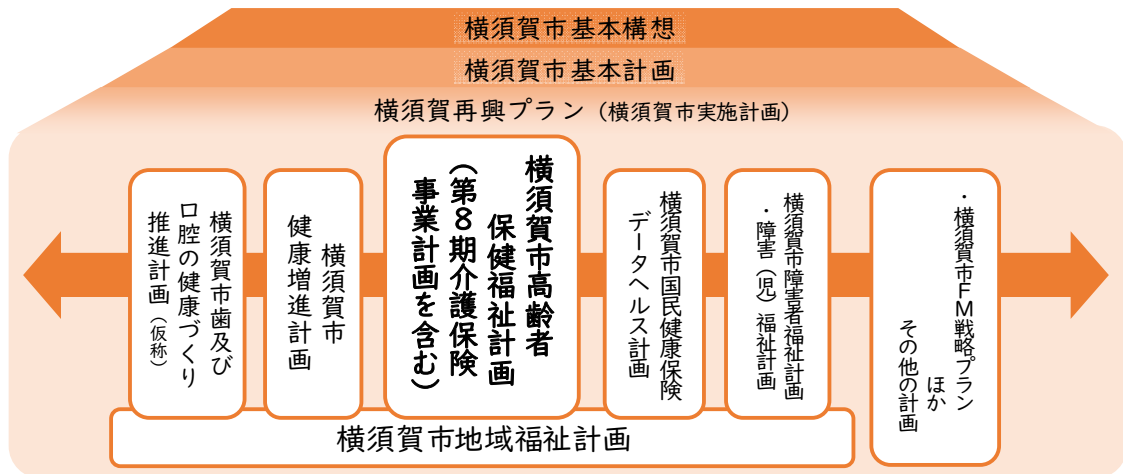 横須賀市基本構想
横須賀市基本計画
横須賀再興プラン（横須賀市実施計画）
横須賀市歯及び
口腔の健康づくり
推進計画（仮称）
横須賀市
健康増進計画
横須賀市高齢者
保健福祉計画
（第８期介護保険
事業計画を含む）
横須賀市国民健康保険
データヘルス計画
横須賀市障害者福祉計画
・障害（児）福祉計画
・横須賀市ＦＭ戦略プラン
ほか
その他の計画
横須賀市地域福祉計画